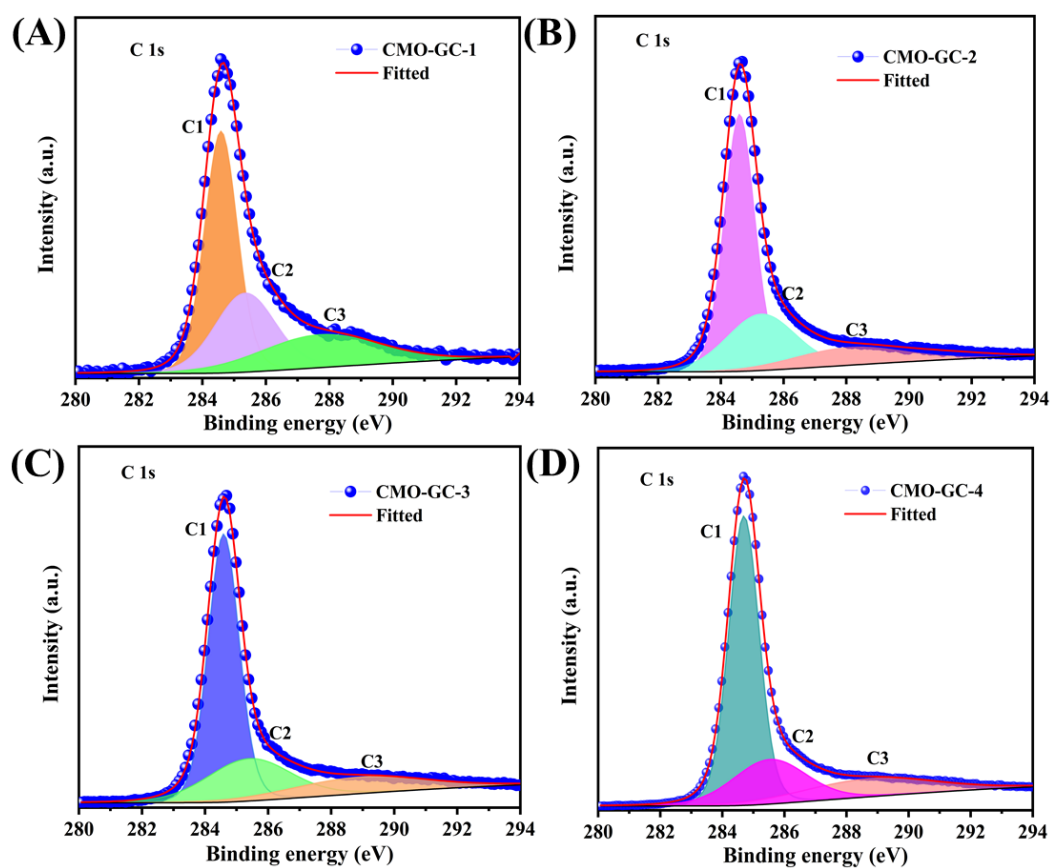 (A)
C 1s
CMO-GC-1
Fitted
C1
C2
C3
Intensity (a.u.)
280 282 284 286 288 290 292 294
Binding energy (eV)
(B)
C 1s
CMO-GC-2
Fitted
C1
C2
C3
Intensity (a.u.)
280 282 284 286 288 290 292 294
Binding energy (eV)
(C)
C 1s
CMO-GC-3
Fitted
C1
C2
C3
Intensity (a.u.)
280 282 284 286 288 290 292 294
Binding energy (eV)
(D)
C 1s
CMO-GC-4
Fitted
C1
C2
C3
Intensity (a.u.)
280 282 284 286 288 290 292 294
Binding energy (eV)